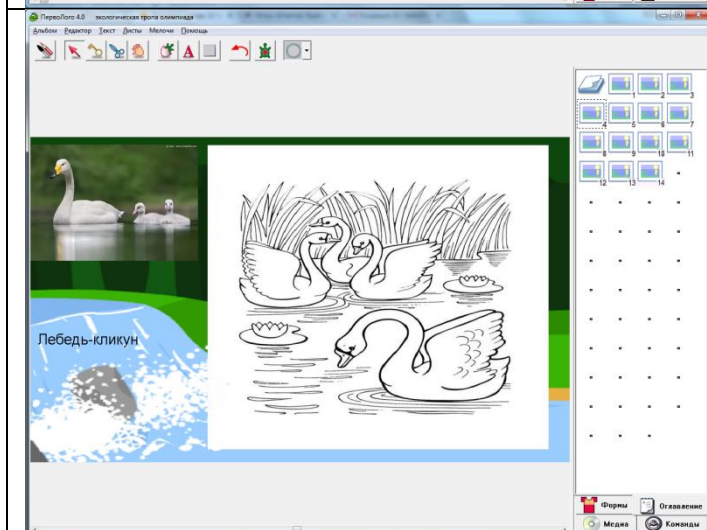 ПервоЛого 4.0 экологическая тропа олимпиада
Альбом Редактор Текст Листы Мелочи Помощь
A
1 2 3
4 5 6 7
8 9 10 11
12 13 14
Лебедь-кликун
Формы Оглавление
Медиа Команды